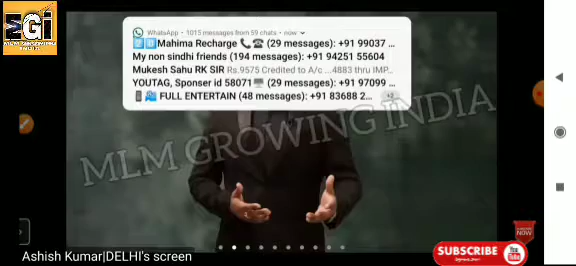 EGI
WhatsApp • 1015 messages from 59 chats • now
Mahima Recharge 📞☎ (29 messages): +91 99037 ...
My non sindhi friends (194 messages): +91 94251 55604
Mukesh Sahu RK SIR Rs.9575 Credited to A/c ...4883 thru IMP...
YOUTAG, Sponser id 58071🖥 (29 messages): +91 97099 ...
FULL ENTERTAIN (48 messages): +91 83688 2... +2
MLM GROWING INDIA
SUBSCRIBE
NOW
SUBSCRIBE
Ashish Kumar|DELHI's screen